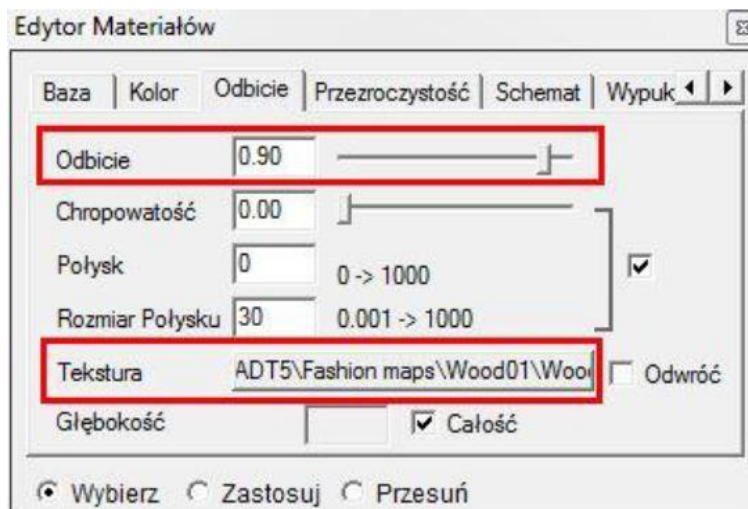 Edytor Materiałów
Baza Kolor Odbicie Przezroczystość Schemat Wypuk
Odbicie 0.90
Chropowatość 0.00
Połysk 0 0 -> 1000
Rozmiar Połysku 30 0.001 -> 1000
Tekstura ADT5\Fashion maps\Wood01\Wood Odwróć
Głębokość Całość
Wybierz Zastosuj Przesuń